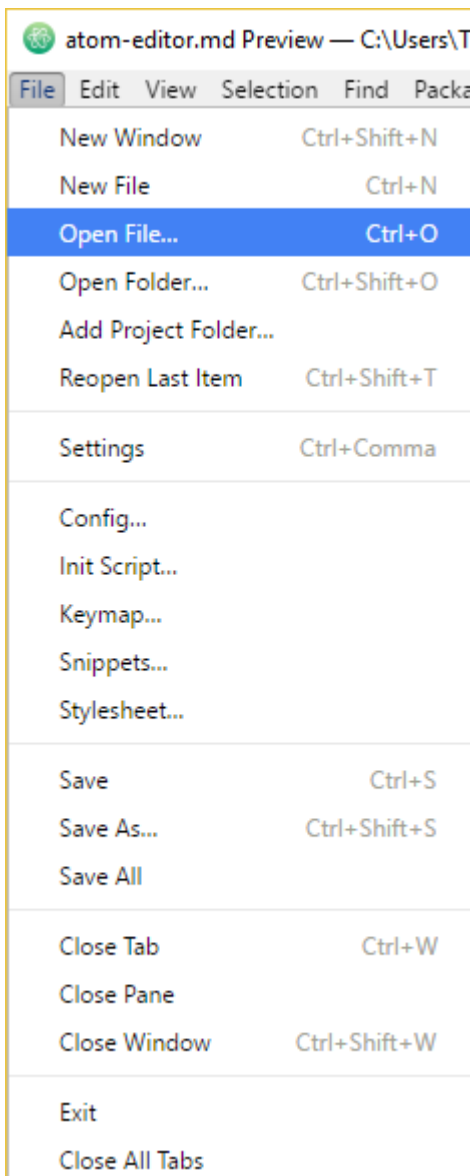 atom-editor.md Preview — C:\Users\T
File Edit View Selection Find Packa
New Window Ctrl+Shift+N
New File Ctrl+N
Open File... Ctrl+O
Open Folder... Ctrl+Shift+O
Add Project Folder...
Reopen Last Item Ctrl+Shift+T
Settings Ctrl+Comma
Config...
Init Script...
Keymap...
Snippets...
Stylesheet...
Save Ctrl+S
Save As... Ctrl+Shift+S
Save All
Close Tab Ctrl+W
Close Pane
Close Window Ctrl+Shift+W
Exit
Close All Tabs